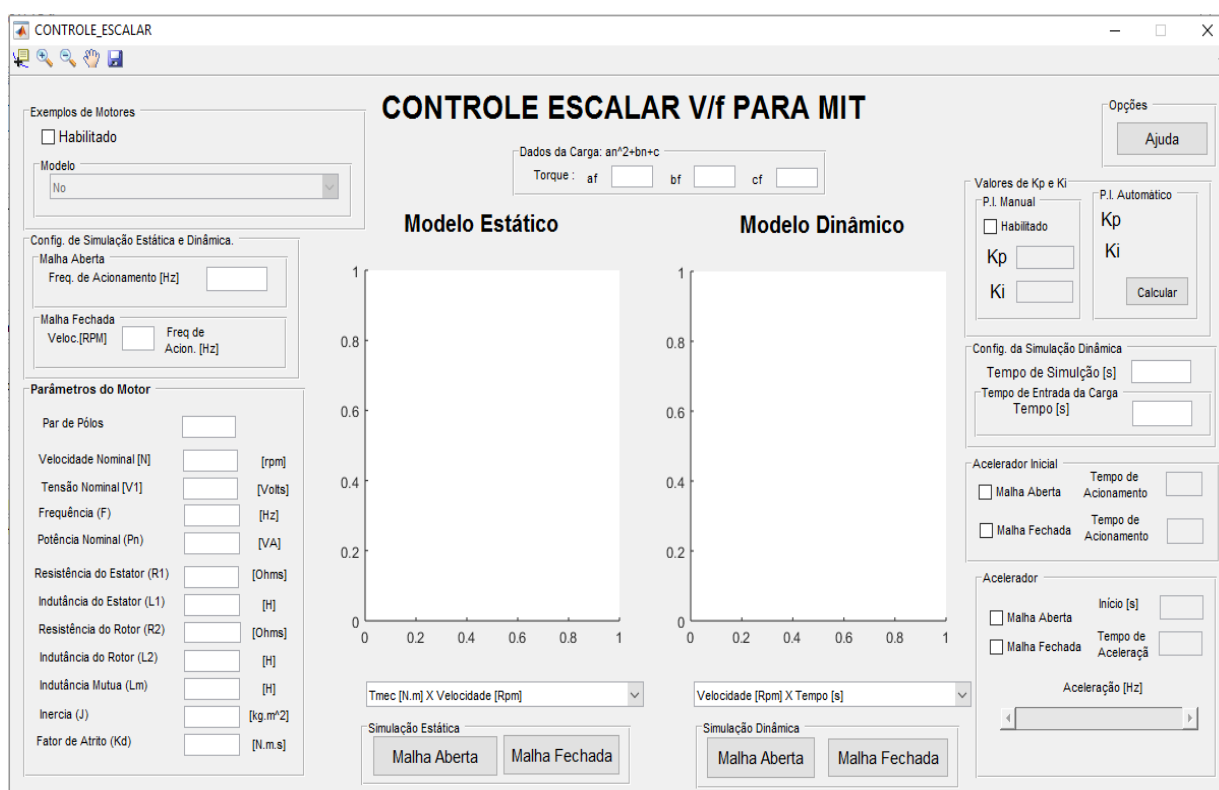 CONTROLE_ESCALAR
CONTROLE ESCALAR V/f PARA MIT
Exemplos de Motores
Habilitado
Modelo
No
Dados da Carga: an^2+bn+c
Torque : af bf cf
Opções
Ajuda
Config. de Simulação Estática e Dinâmica.
Malha Aberta
Freq. de Acionamento [Hz]
Malha Fechada
Veloc.[RPM] Freq de
Acion. [Hz]
Parâmetros do Motor
Par de Pólos
Velocidade Nominal [N] [rpm]
Tensão Nominal [V1] [Volts]
Frequência (F) [Hz]
Potência Nominal (Pn) [VA]
Resistência do Estator (R1) [Ohms]
Indutância do Estator (L1) [H]
Resistência do Rotor (R2) [Ohms]
Indutância do Rotor (L2) [H]
Indutância Mutua (Lm) [H]
Inercia (J) [kg.m^2]
Fator de Atrito (Kd) [N.m.s]
Modelo Estático
1
0.8
0.6
0.4
0.2
0
0 0.2 0.4 0.6 0.8 1
Tmec [N.m] X Velocidade [Rpm]
Simulação Estática
Malha Aberta Malha Fechada
Modelo Dinâmico
1
0.8
0.6
0.4
0.2
0
0 0.2 0.4 0.6 0.8 1
Velocidade [Rpm] X Tempo [s]
Simulação Dinâmica
Malha Aberta Malha Fechada
Valores de Kp e Ki
P.I. Manual
Habilitado
Kp
Ki
P.I. Automático
Kp
Ki
Calcular
Config. da Simulação Dinâmica
Tempo de Simulção [s]
Tempo de Entrada da Carga
Tempo [s]
Acelerador Inicial
Malha Aberta Tempo de
Acionamento
Malha Fechada Tempo de
Acionamento
Acelerador
Malha Aberta Início [s]
Malha Fechada Tempo de
Aceleraçã
Aceleração [Hz]